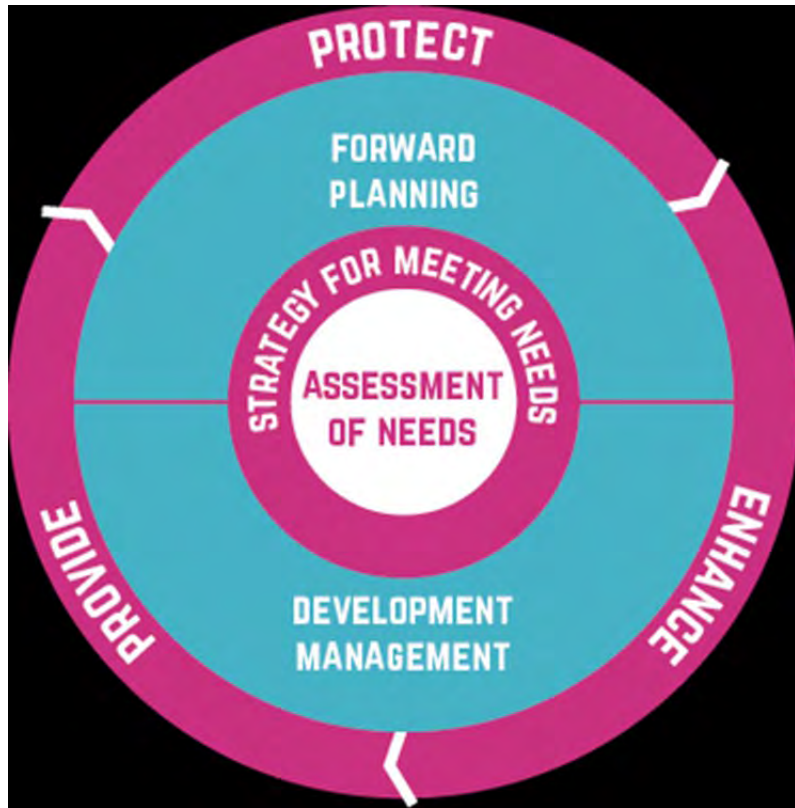 PROTECT
FORWARD
PLANNING
STRATEGY FOR MEETING NEEDS
ASSESSMENT
OF NEEDS
PROVIDE
ENHANCE
DEVELOPMENT
MANAGEMENT